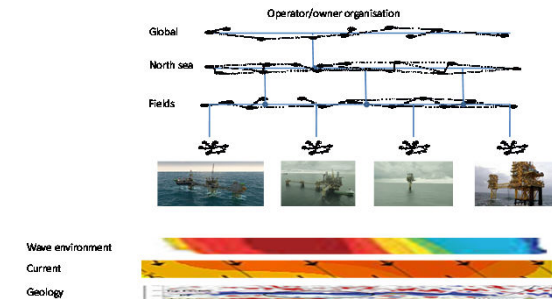 Operator/owner organisation
Global
North sea
Fields
Wave environment
Current
Geology